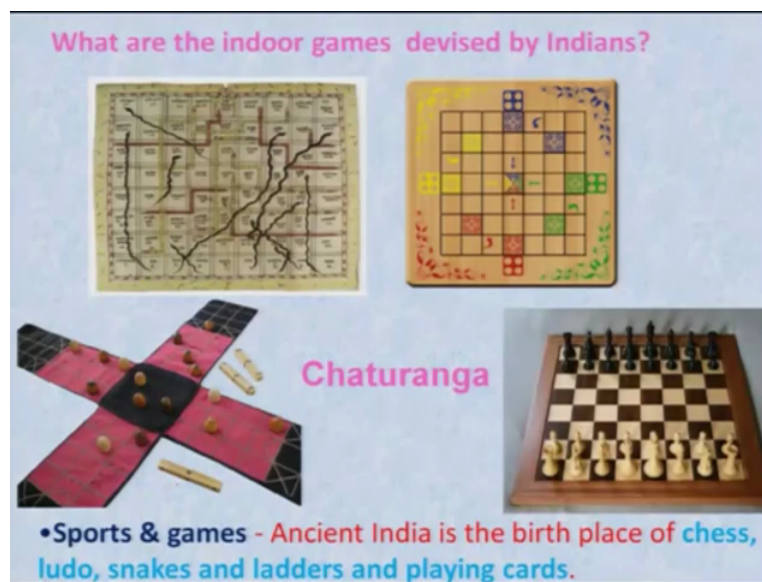 What are the indoor games devised by Indians?
Chaturanga
•Sports & games - Ancient India is the birth place of chess,
ludo, snakes and ladders and playing cards.